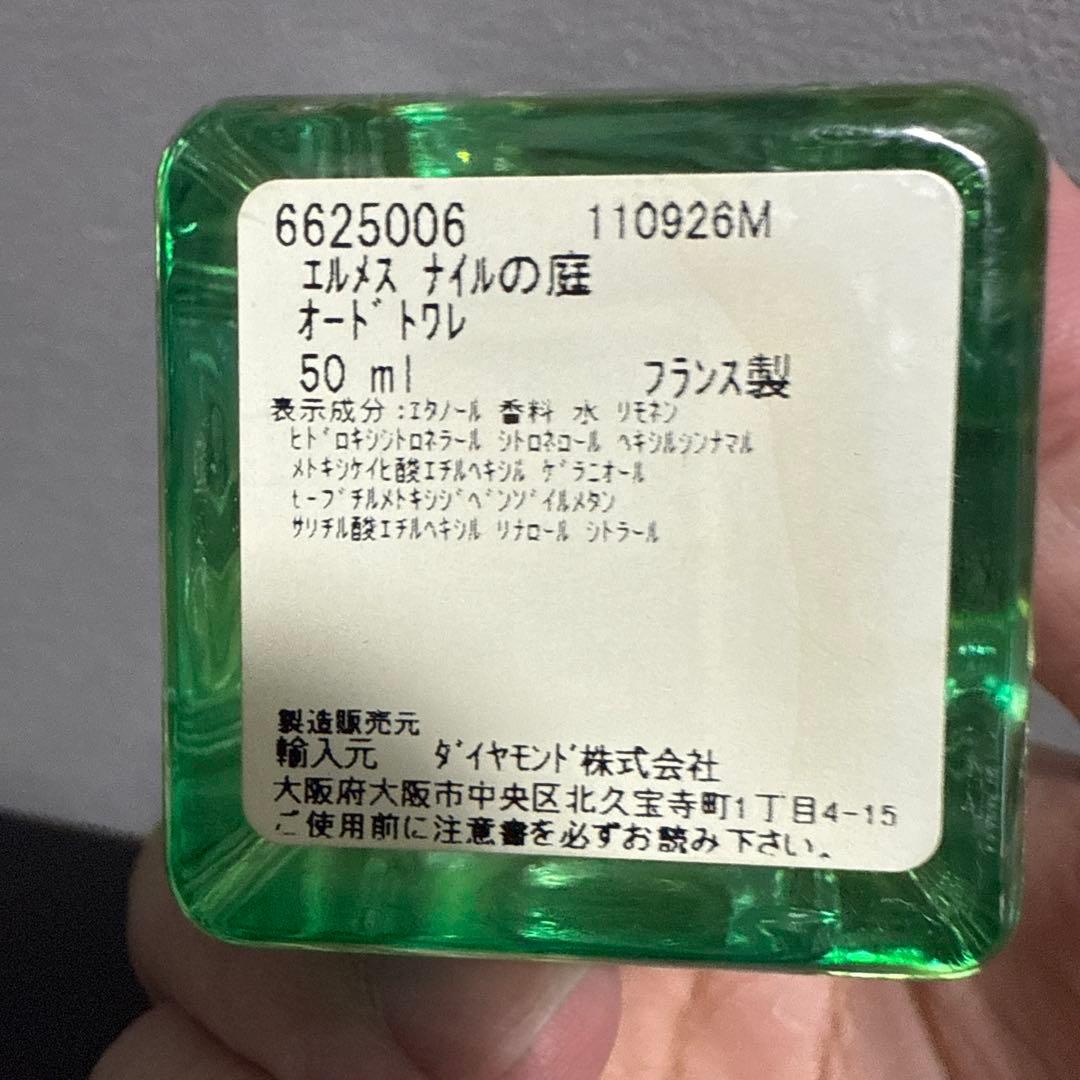 6625006 110926M
ｴﾙﾒｽ ﾅｲﾙの庭
ｵｰﾄﾞﾄﾜﾚ
50 ml ﾌﾗﾝｽ製
表示成分:ｴﾀﾉｰﾙ 香料 水 ﾘﾓﾈﾝ
ﾋﾄﾞﾛｷｼｼﾄﾛﾈﾗｰﾙ ｼﾄﾛﾈﾛｰﾙ ﾍｷｼﾙｼﾝﾅﾏﾙ
ﾒﾄｷｼｹｲﾋ酸ｴﾁﾙﾍｷｼﾙ ｹﾞﾗﾆｵｰﾙ
t-ﾌﾞﾁﾙﾒﾄｷｼｼﾞﾍﾞﾝｿﾞｲﾙﾒﾀﾝ
ｻﾘﾁﾙ酸ｴﾁﾙﾍｷｼﾙ ﾘﾅﾛｰﾙ ｼﾄﾗｰﾙ
製造販売元
輸入元 ﾀﾞｲﾔﾓﾝﾄﾞ株式会社
大阪府大阪市中央区北久宝寺町1丁目4-15
ご使用前に注意書を必ずお読み下さい。